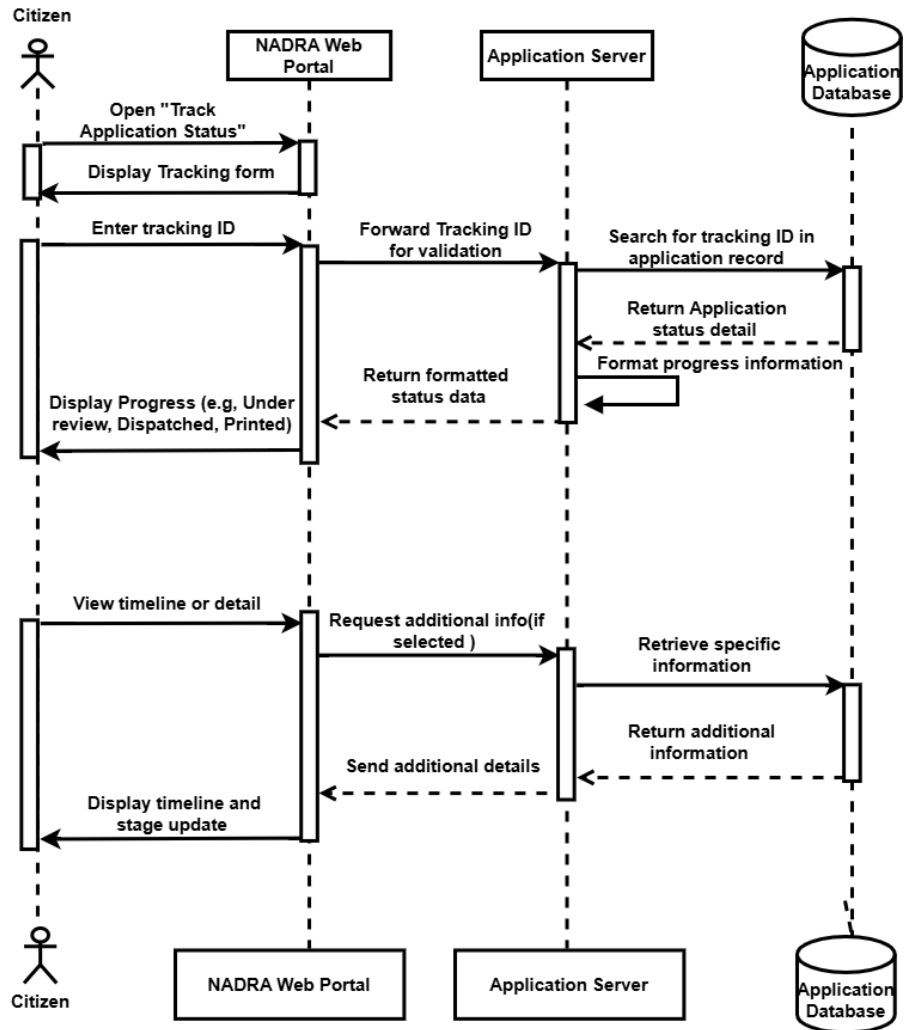 Citizen
NADRA Web
Portal
Application Server
Application
Database
Open "Track
Application Status"
Display Tracking form
Enter tracking ID
Forward Tracking ID
for validation
Search for tracking ID in
application record
Return Application
status detail
Format progress information
Return formatted
status data
Display Progress (e.g, Under
review, Dispatched, Printed)
View timeline or detail
Request additional info(if
selected )
Retrieve specific
information
Return additional
information
Send additional details
Display timeline and
stage update
Citizen
NADRA Web Portal
Application Server
Application
Database